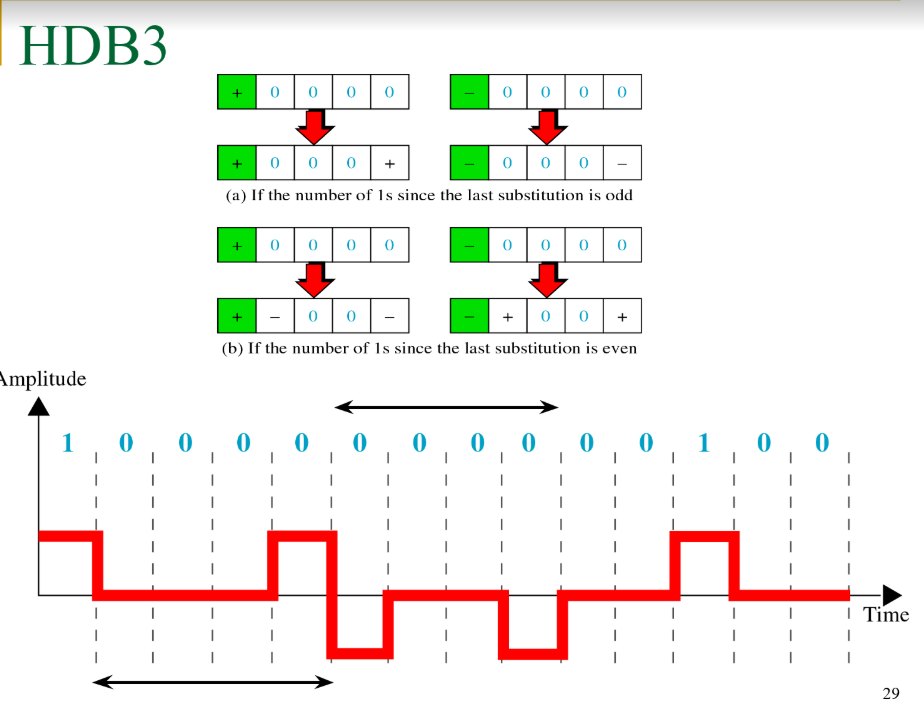 HDB3
+ 0 0 0 0 − 0 0 0 0
+ 0 0 0 + − 0 0 0 −
(a) If the number of 1s since the last substitution is odd
+ 0 0 0 0 − 0 0 0 0
+ − 0 0 − − + 0 0 +
(b) If the number of 1s since the last substitution is even
Amplitude
1 0 0 0 0 0 0 0 0 0 0 1 0 0
Time
29